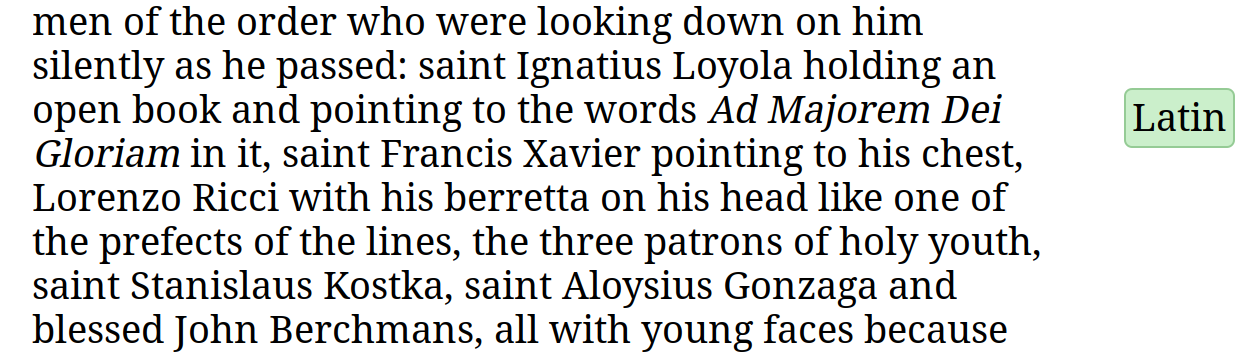 men of the order who were looking down on him
silently as he passed: saint Ignatius Loyola holding an
open book and pointing to the words Ad Majorem Dei
Latin
Gloriam in it, saint Francis Xavier pointing to his chest,
Lorenzo Ricci with his berretta on his head like one of
the prefects of the lines, the three patrons of holy youth,
saint Stanislaus Kostka, saint Aloysius Gonzaga and
blessed John Berchmans, all with young faces because